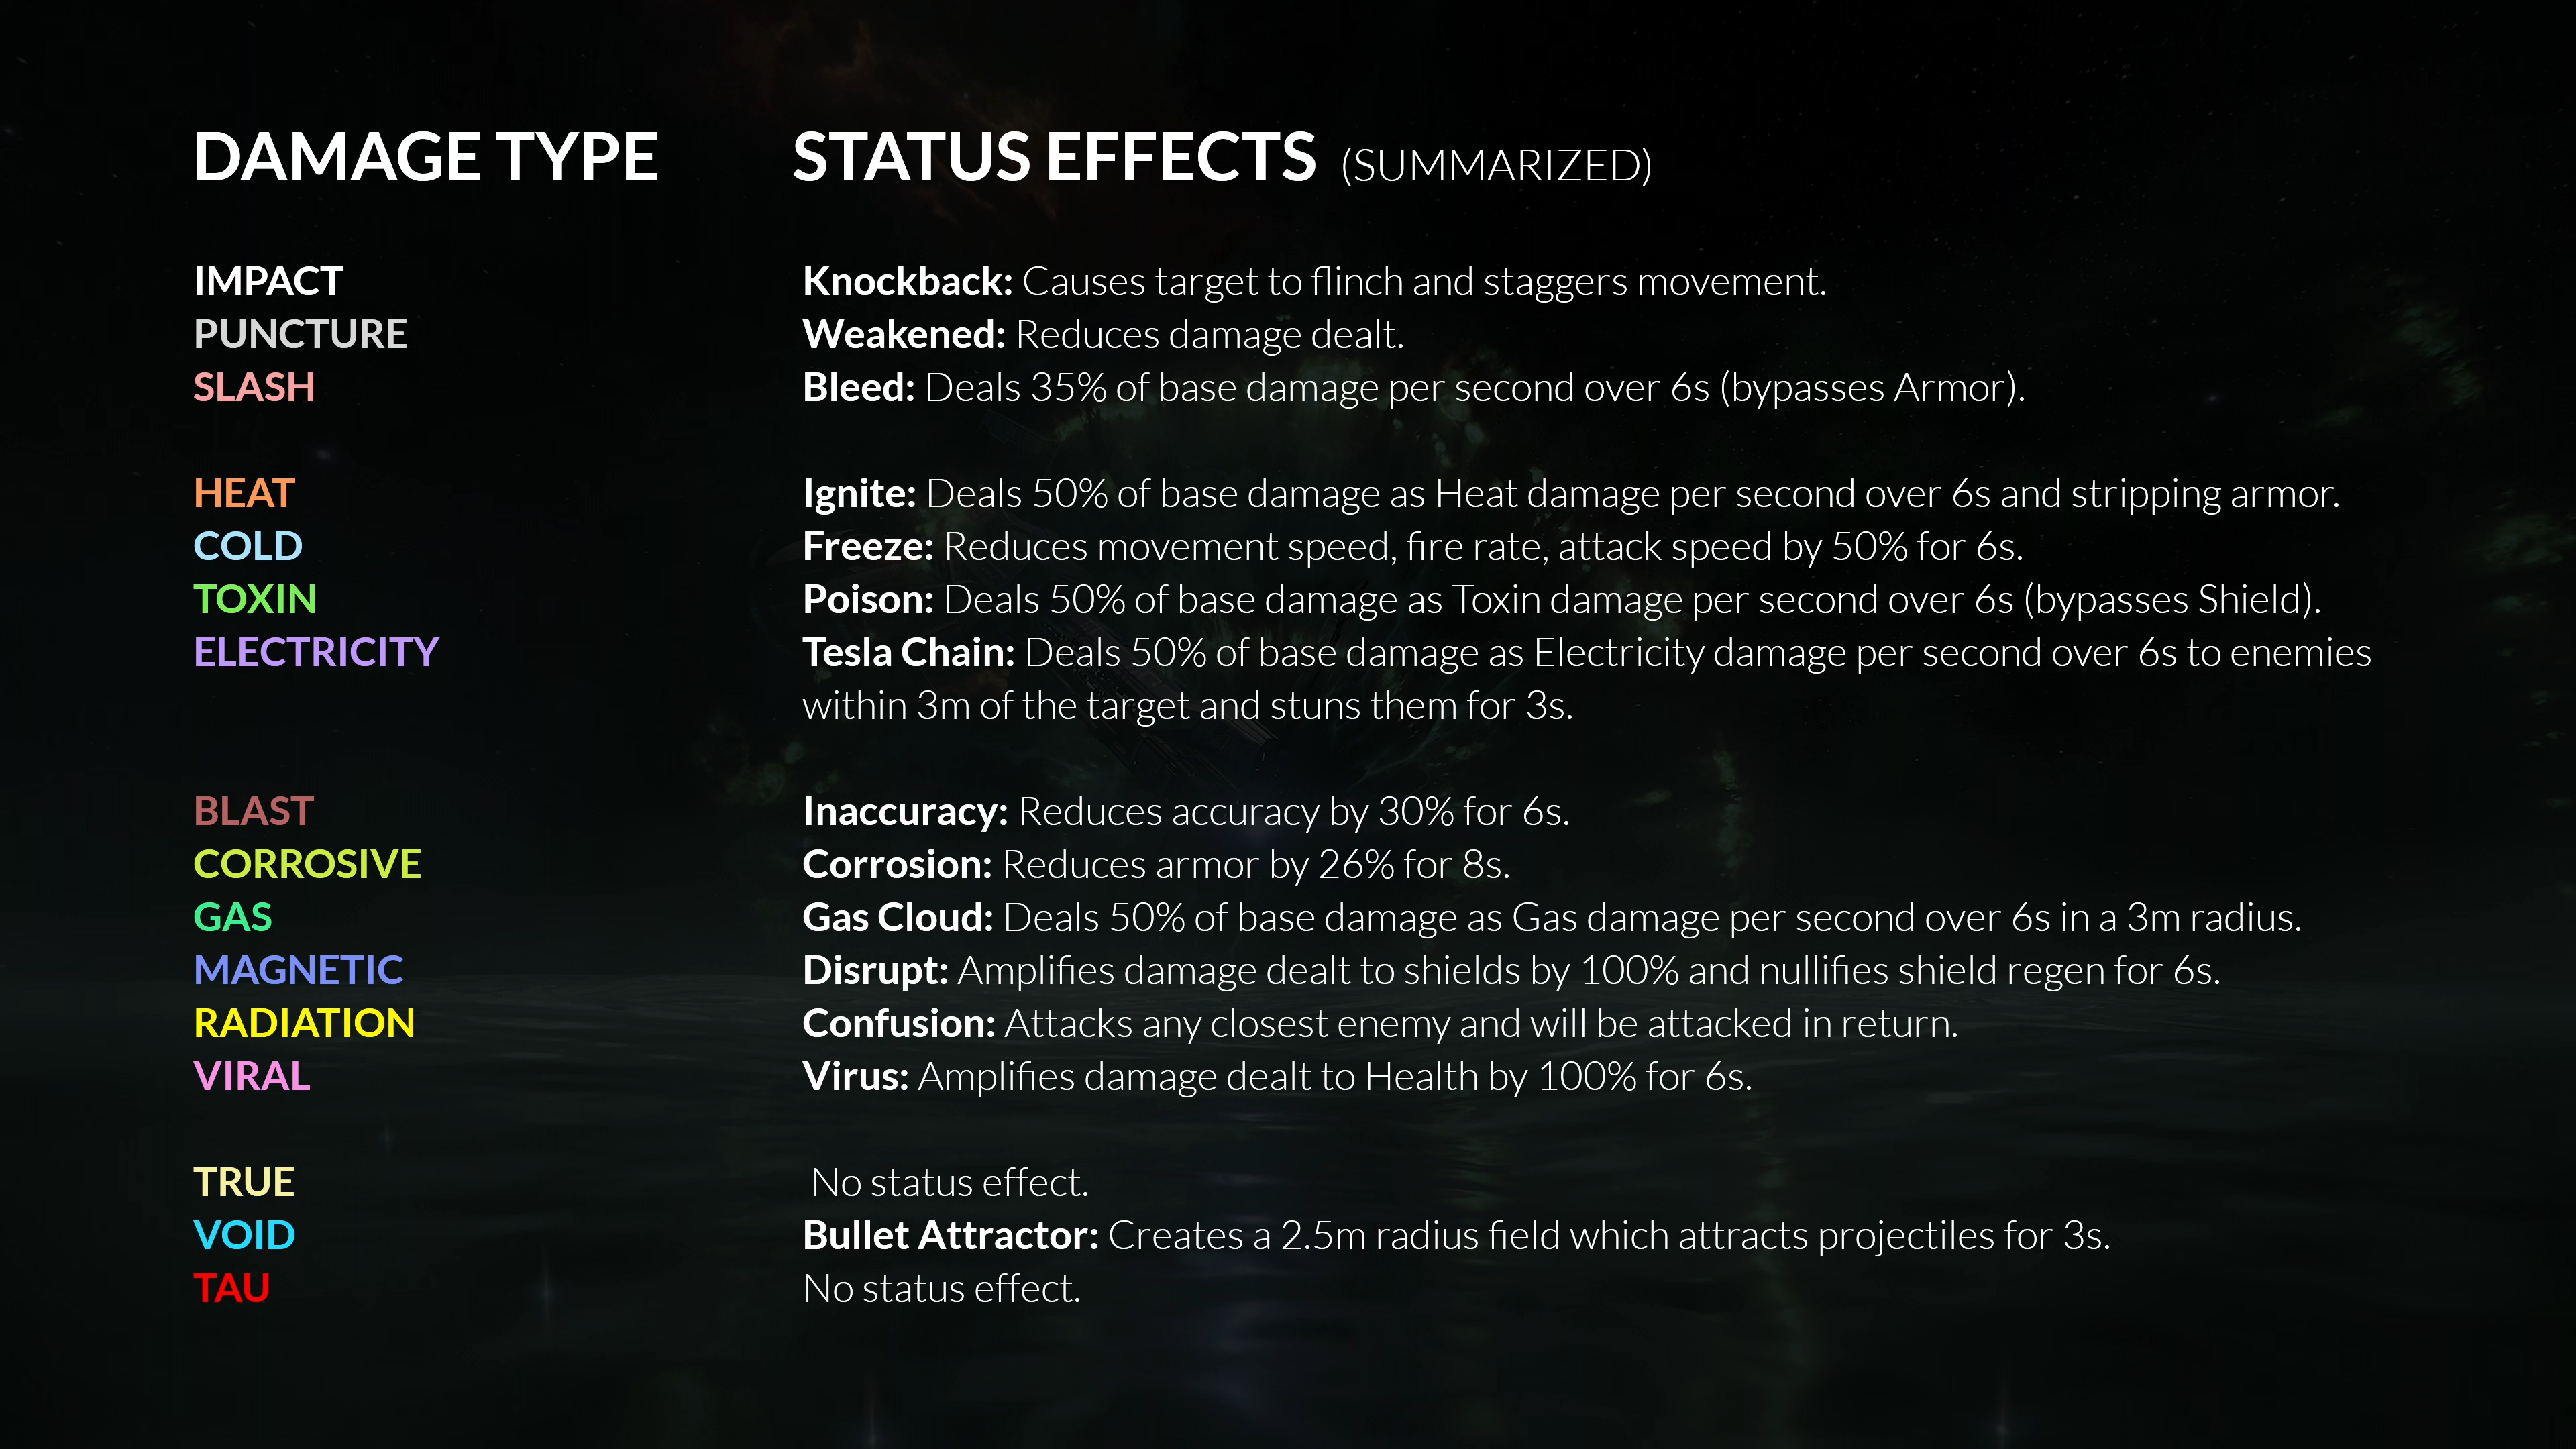 DAMAGE TYPE STATUS EFFECTS (SUMMARIZED)
IMPACT Knockback: Causes target to flinch and staggers movement.
PUNCTURE Weakened: Reduces damage dealt.
SLASH Bleed: Deals 35% of base damage per second over 6s (bypasses Armor).
HEAT Ignite: Deals 50% of base damage as Heat damage per second over 6s and stripping armor.
COLD Freeze: Reduces movement speed, fire rate, attack speed by 50% for 6s.
TOXIN Poison: Deals 50% of base damage as Toxin damage per second over 6s (bypasses Shield).
ELECTRICITY Tesla Chain: Deals 50% of base damage as Electricity damage per second over 6s to enemies
within 3m of the target and stuns them for 3s.
BLAST Inaccuracy: Reduces accuracy by 30% for 6s.
CORROSIVE Corrosion: Reduces armor by 26% for 8s.
GAS Gas Cloud: Deals 50% of base damage as Gas damage per second over 6s in a 3m radius.
MAGNETIC Disrupt: Amplifies damage dealt to shields by 100% and nullifies shield regen for 6s.
RADIATION Confusion: Attacks any closest enemy and will be attacked in return.
VIRAL Virus: Amplifies damage dealt to Health by 100% for 6s.
TRUE No status effect.
VOID Bullet Attractor: Creates a 2.5m radius field which attracts projectiles for 3s.
TAU No status effect.